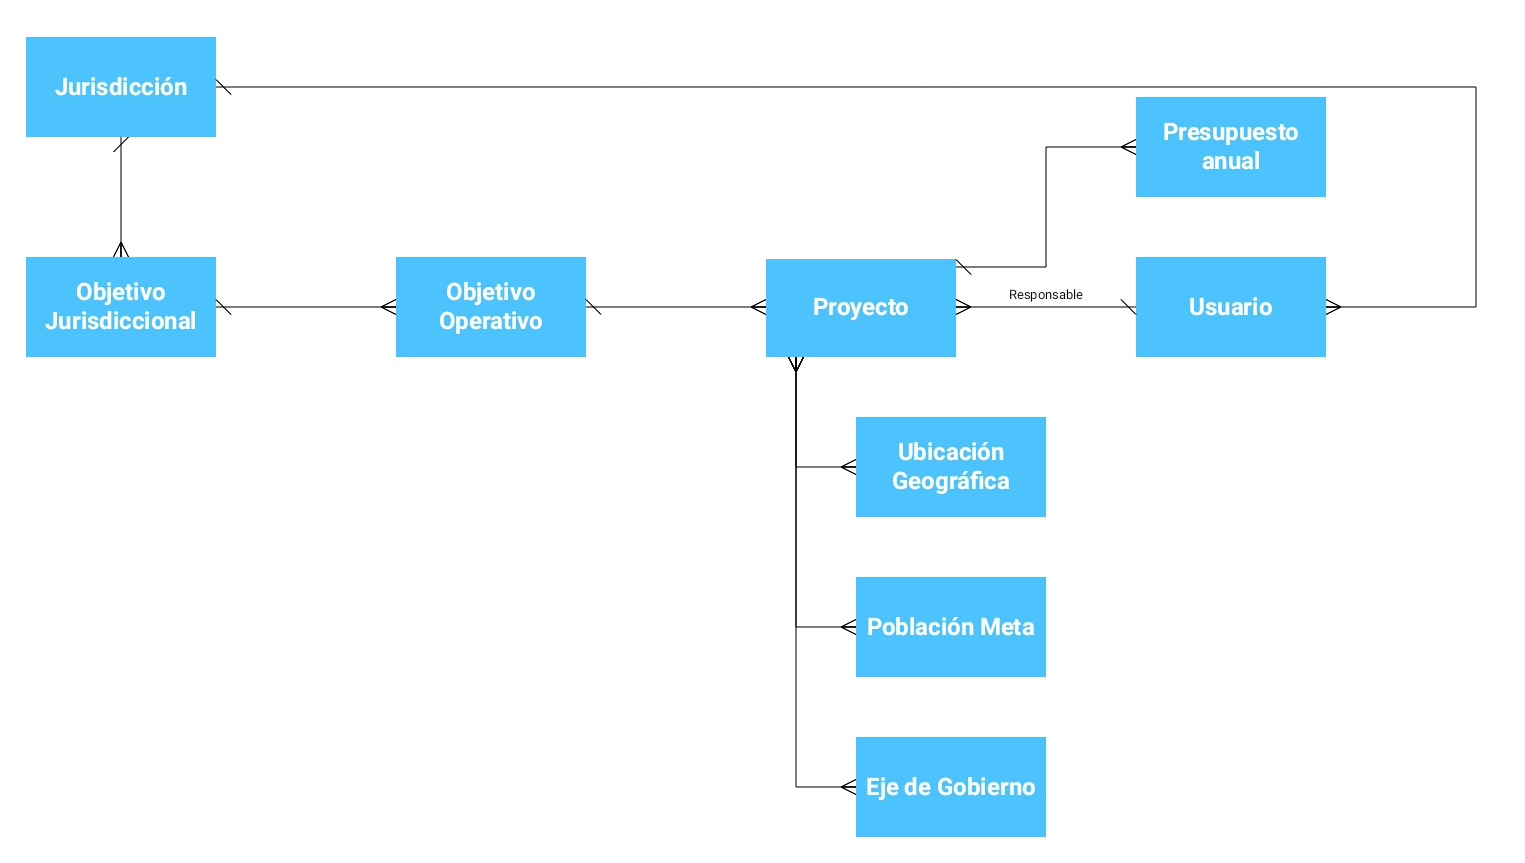 Jurisdicción
Presupuesto
anual
Objetivo
Jurisdiccional
Objetivo
Operativo
Proyecto
Responsable
Usuario
Ubicación
Geográfica
Población Meta
Eje de Gobierno